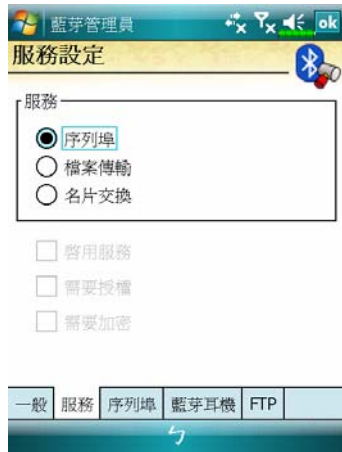 藍芽管理員 ok
服務設定
服務
序列埠
檔案傳輸
名片交換
啓用服務
需要授權
需要加密
一般 服務 序列埠 藍芽耳機 FTP
ㄅ